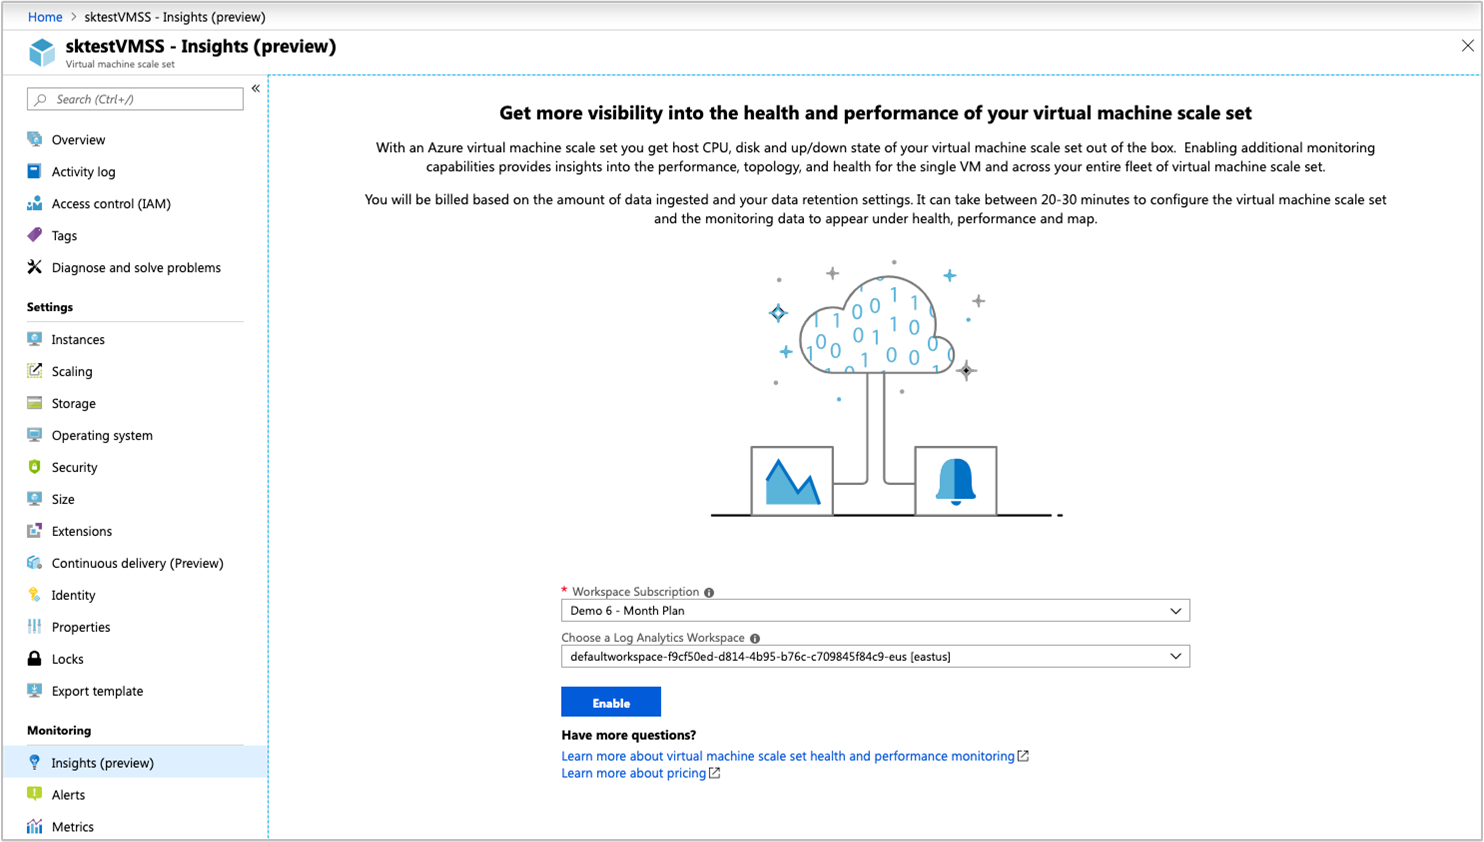 Home > sktestVMSS - Insights (preview)
sktestVMSS - Insights (preview)
Virtual machine scale set
Search (Ctrl+/)
«
Overview
Activity log
Access control (IAM)
Tags
Diagnose and solve problems
Settings
Instances
Scaling
Storage
Operating system
Security
Size
Extensions
Continuous delivery (Preview)
Identity
Properties
Locks
Export template
Monitoring
Insights (preview)
Alerts
Metrics
Get more visibility into the health and performance of your virtual machine scale set
With an Azure virtual machine scale set you get host CPU, disk and up/down state of your virtual machine scale set out of the box. Enabling additional monitoring
capabilities provides insights into the performance, topology, and health for the single VM and across your entire fleet of virtual machine scale set.
You will be billed based on the amount of data ingested and your data retention settings. It can take between 20-30 minutes to configure the virtual machine scale set
and the monitoring data to appear under health, performance and map.
* Workspace Subscription
Demo 6 - Month Plan
Choose a Log Analytics Workspace
defaultworkspace-f9cf50ed-d814-4b95-b76c-c709845f84c9-eus [eastus]
Enable
Have more questions?
Learn more about virtual machine scale set health and performance monitoring
Learn more about pricing